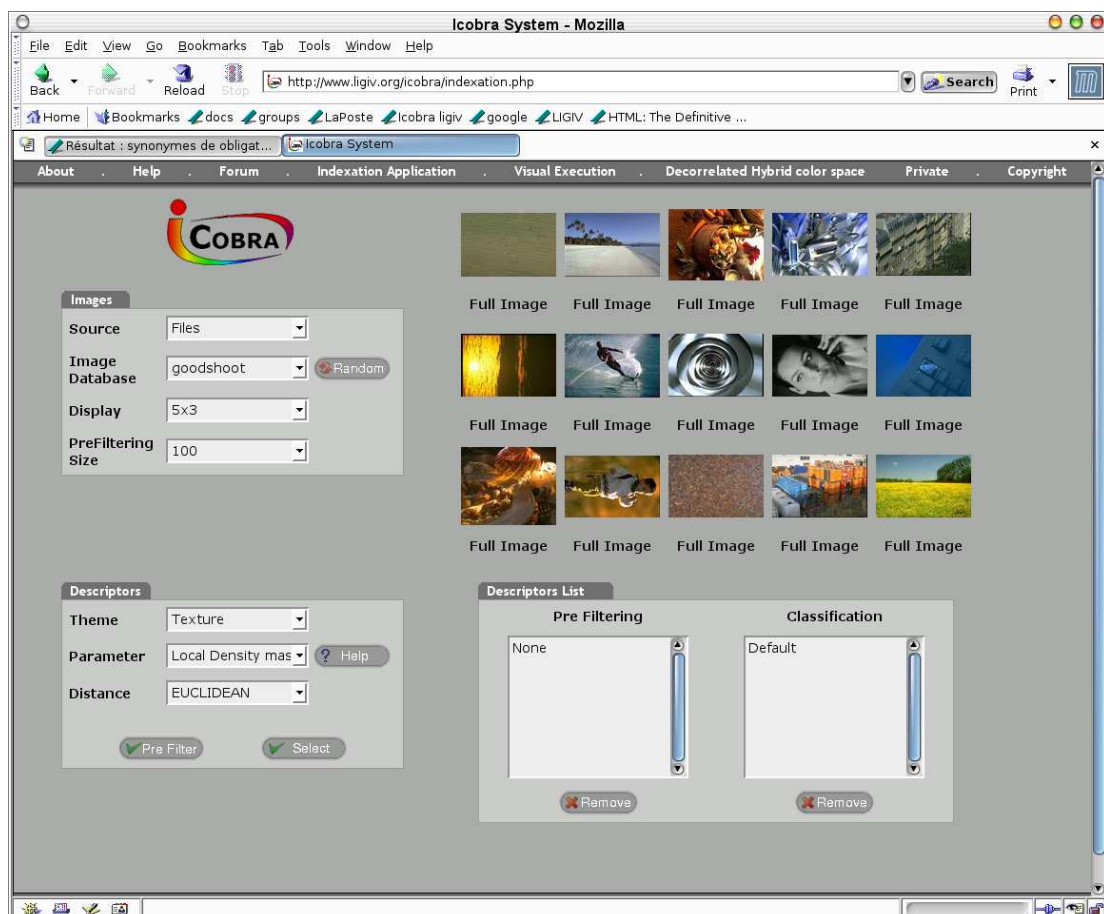 Icobra System - Mozilla
File Edit View Go Bookmarks Tab Tools Window Help
Back Forward Reload Stop http://www.ligiv.org/icobra/indexation.php Search Print
Home Bookmarks docs groups LaPoste Icobra ligiv google LIGIV HTML: The Definitive ...
Résultat : synonymes de obligat... Icobra System
About . Help . Forum . Indexation Application . Visual Execution . Decorrelated Hybrid color space Private . Copyright
iCOBRA
Images
Source Files
Image Database goodshoot Random
Display 5x3
PreFiltering Size 100
Full Image Full Image Full Image Full Image Full Image
Full Image Full Image Full Image Full Image Full Image
Full Image Full Image Full Image Full Image Full Image
Descriptors
Theme Texture
Parameter Local Density mas Help
Distance EUCLIDEAN
Pre Filter Select
Descriptors List
Pre Filtering Classification
None Default
Remove Remove